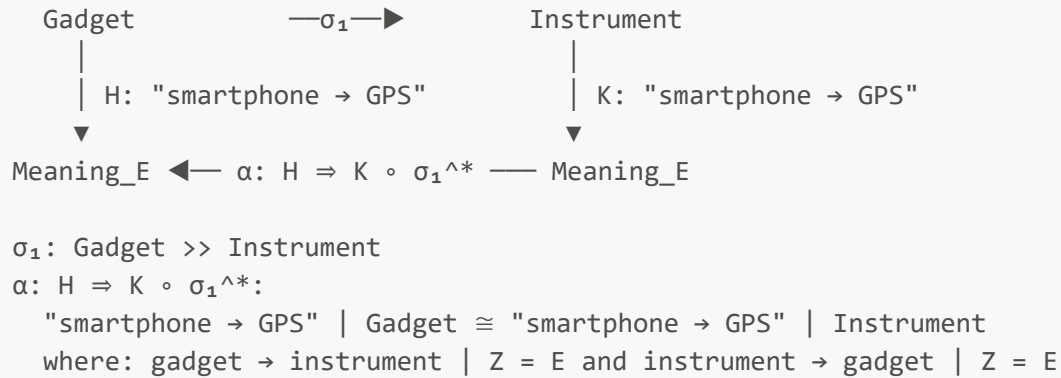 Gadget ——σ₁—▶ Instrument
│ │
│ H: "smartphone → GPS" │ K: "smartphone → GPS"
▼ ▼
Meaning_E ◀—— α: H ⇒ K ∘ σ₁^* ——— Meaning_E
σ₁: Gadget >> Instrument
α: H ⇒ K ∘ σ₁^*:
"smartphone → GPS" | Gadget ≅ "smartphone → GPS" | Instrument
where: gadget → instrument | Z = E and instrument → gadget | Z = E